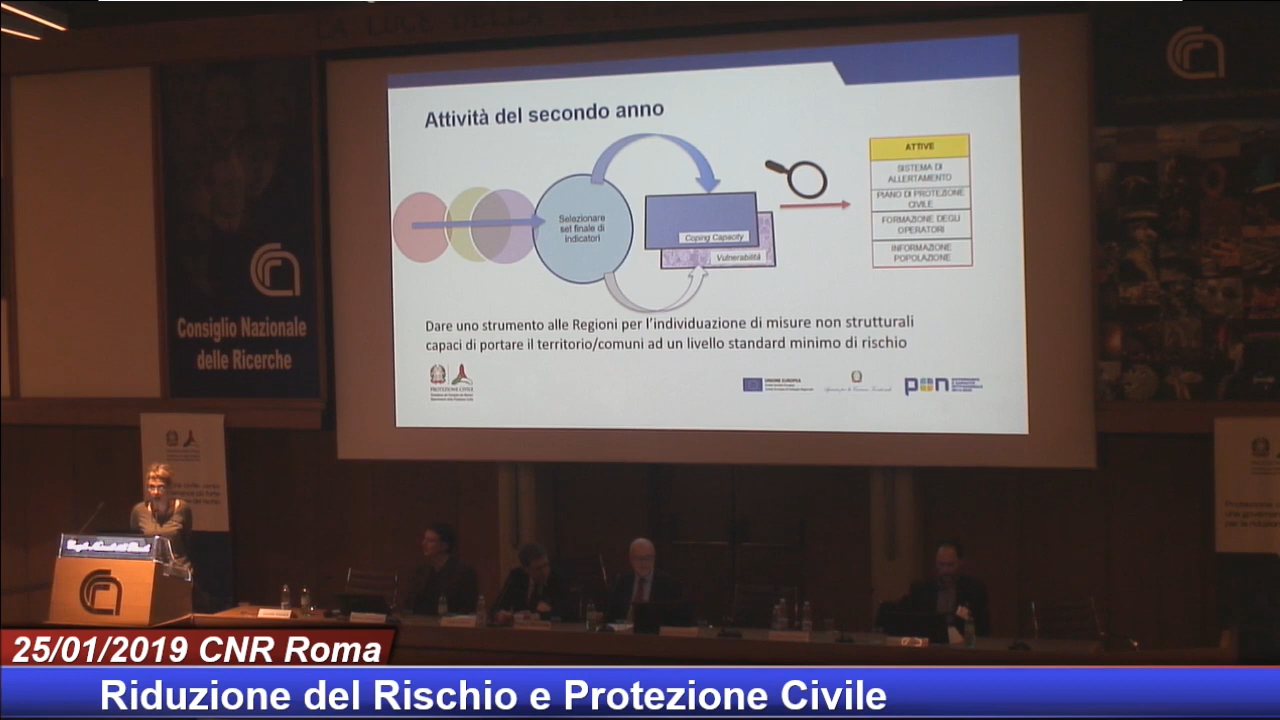 LA LUCE DELLA
Consiglio Nazionale
delle Ricerche
Attività del secondo anno
Selezionare
set finale di
indicatori
Coping Capacity
Vulnerabilità
ATTIVE
SISTEMA DI
ALLERTAMENTO
PIANO DI PROTEZIONE
CIVILE
FORMAZIONE DEGLI
OPERATORI
INFORMAZIONE
POPOLAZIONE
Dare uno strumento alle Regioni per l'individuazione di misure non strutturali
capaci di portare il territorio/comuni ad un livello standard minimo di rischio
PROTEZIONE CIVILE
UNIONE EUROPEA
pon
25/01/2019 CNR Roma
Riduzione del Rischio e Protezione Civile